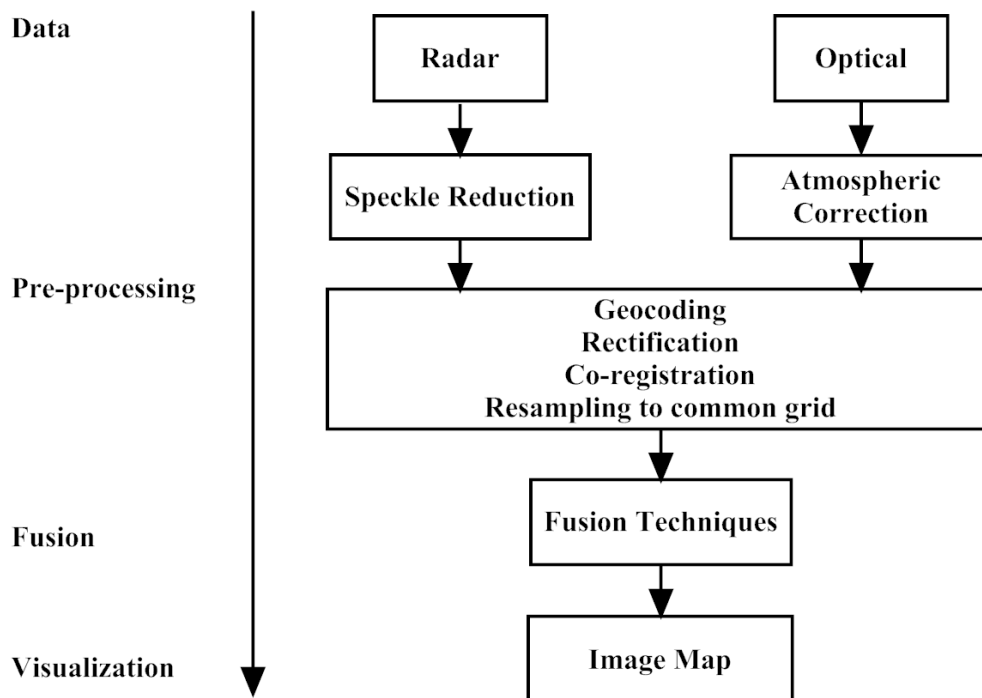 Data
Radar
Optical
Speckle Reduction
Atmospheric
Correction
Pre-processing
Geocoding
Rectification
Co-registration
Resampling to common grid
Fusion
Fusion Techniques
Visualization
Image Map